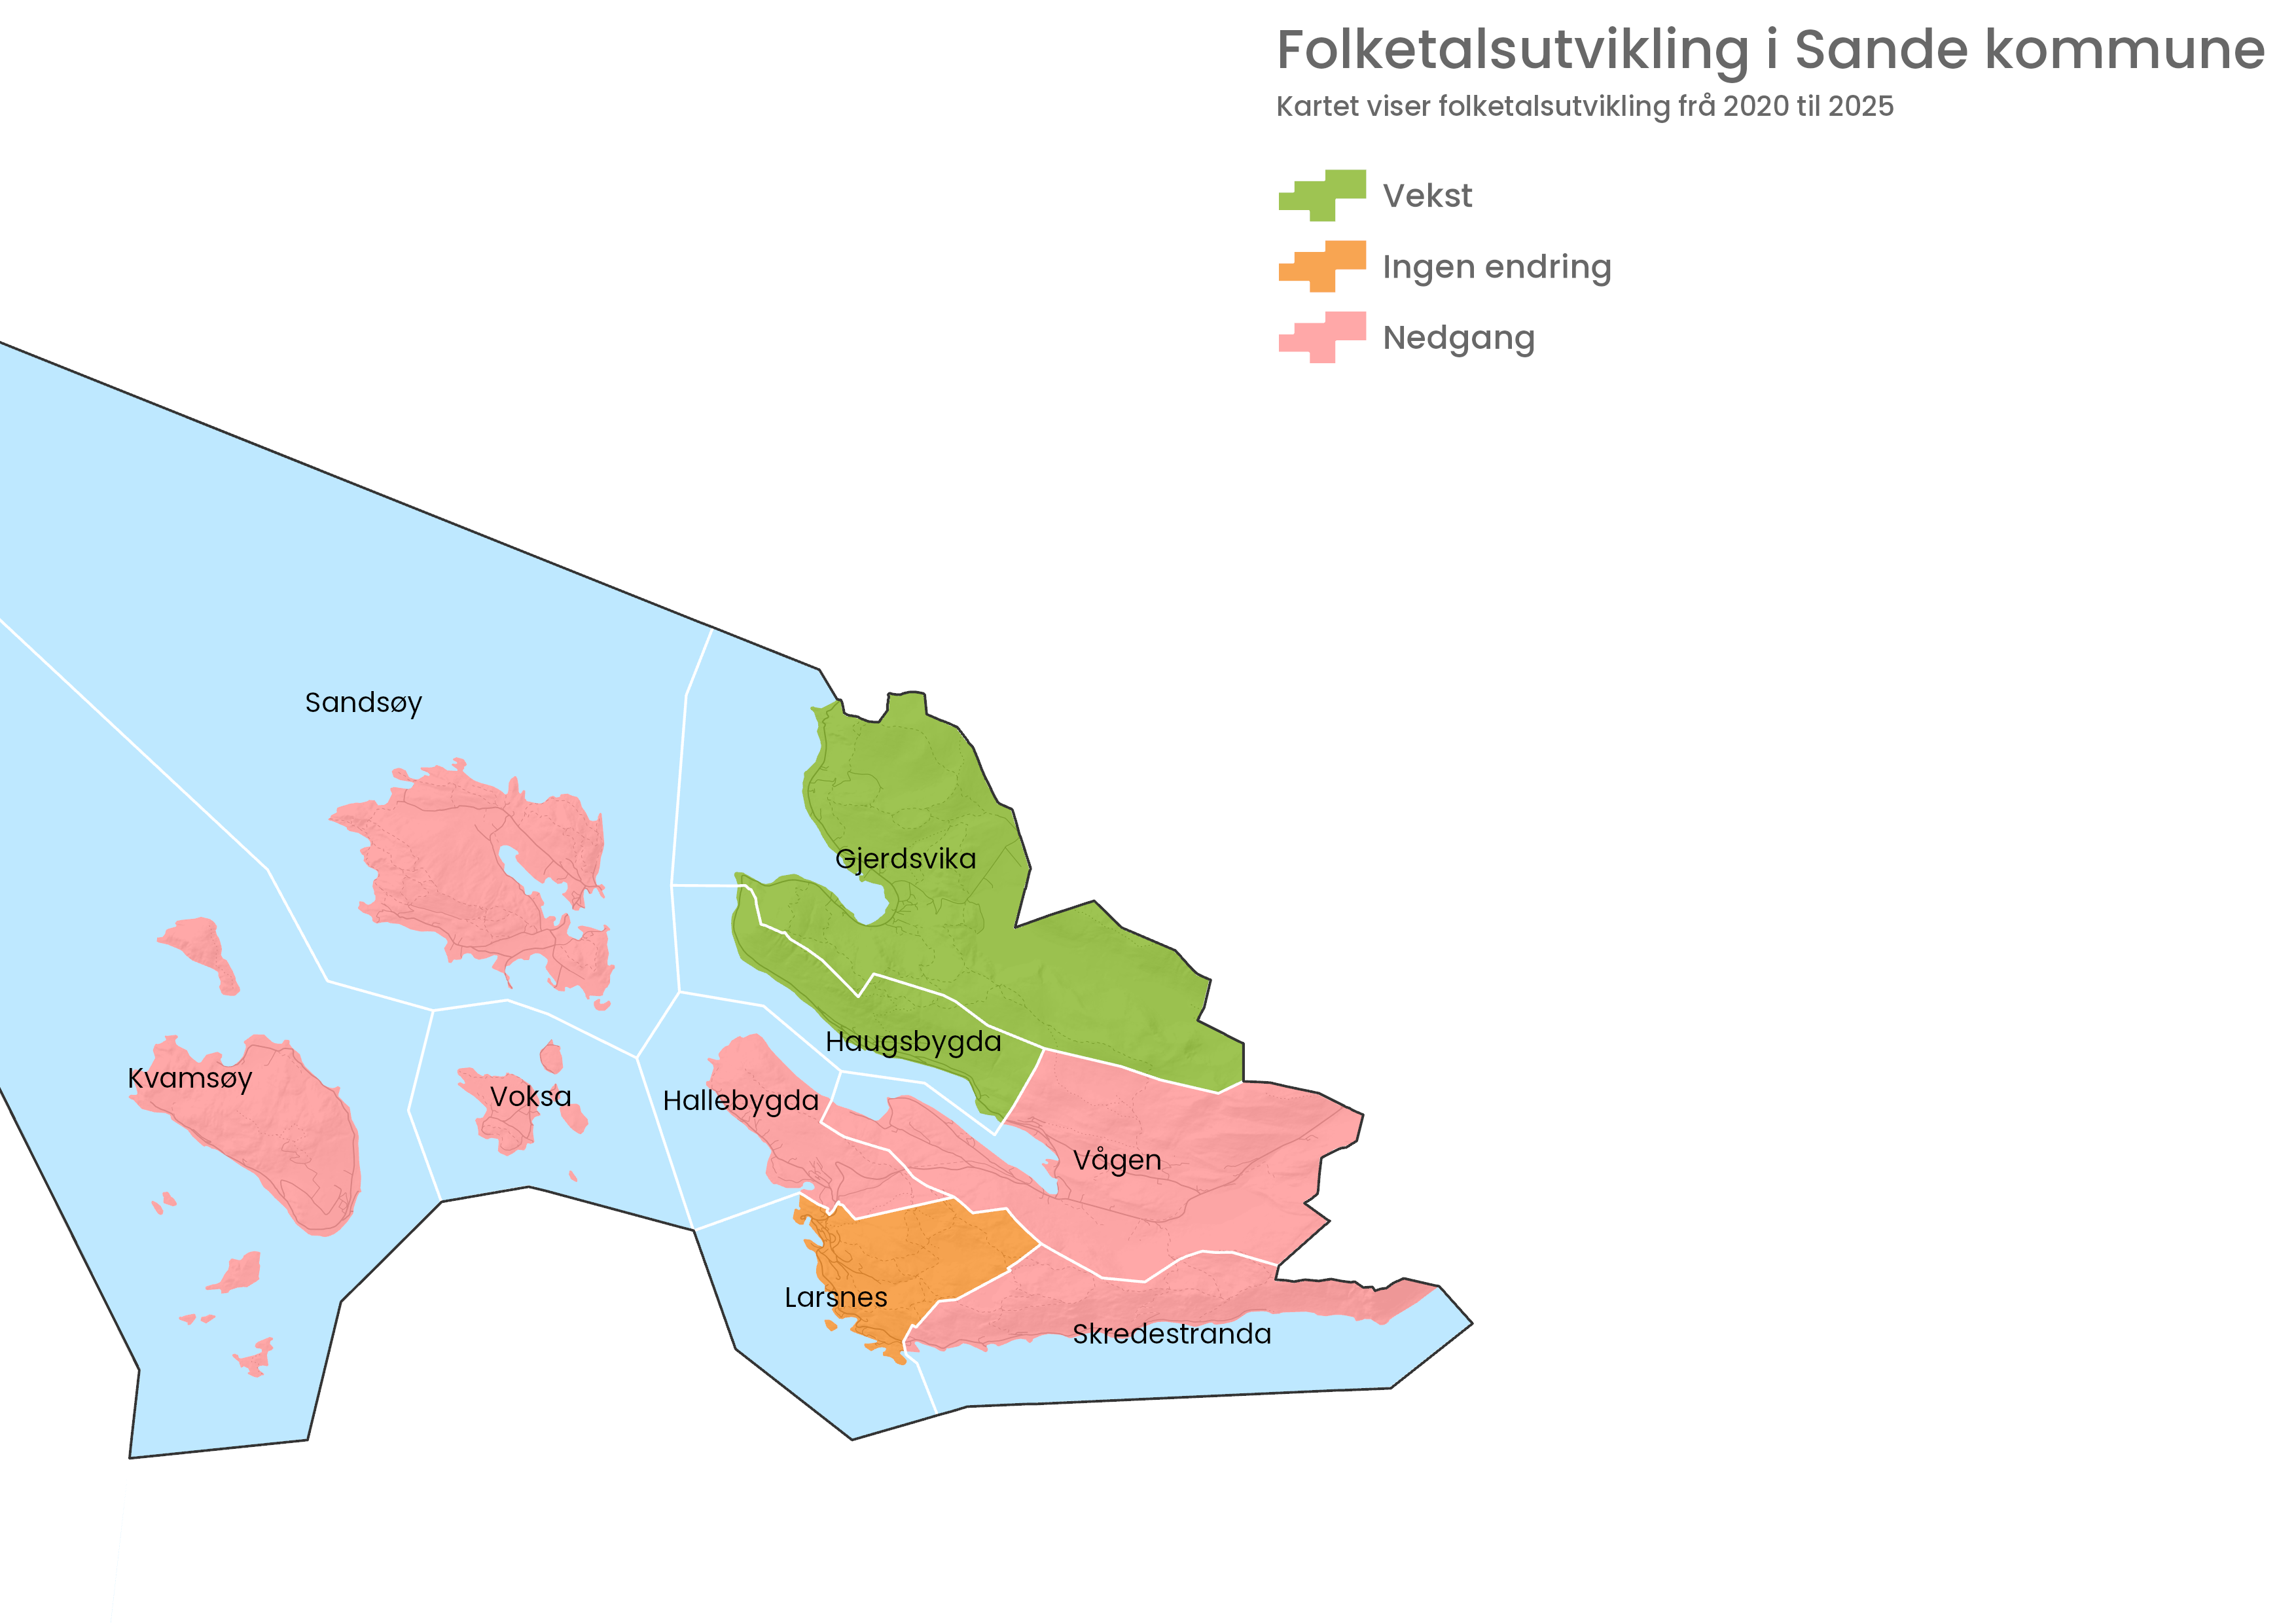 Folketalsutvikling i Sande kommune
Kartet viser folketalsutvikling frå 2020 til 2025
Vekst
Ingen endring
Nedgang
Sandsøy
Gjerdsvika
Haugsbygda
Kvamsøy
Voksa
Hallebygda
Vågen
Larsnes
Skredestranda